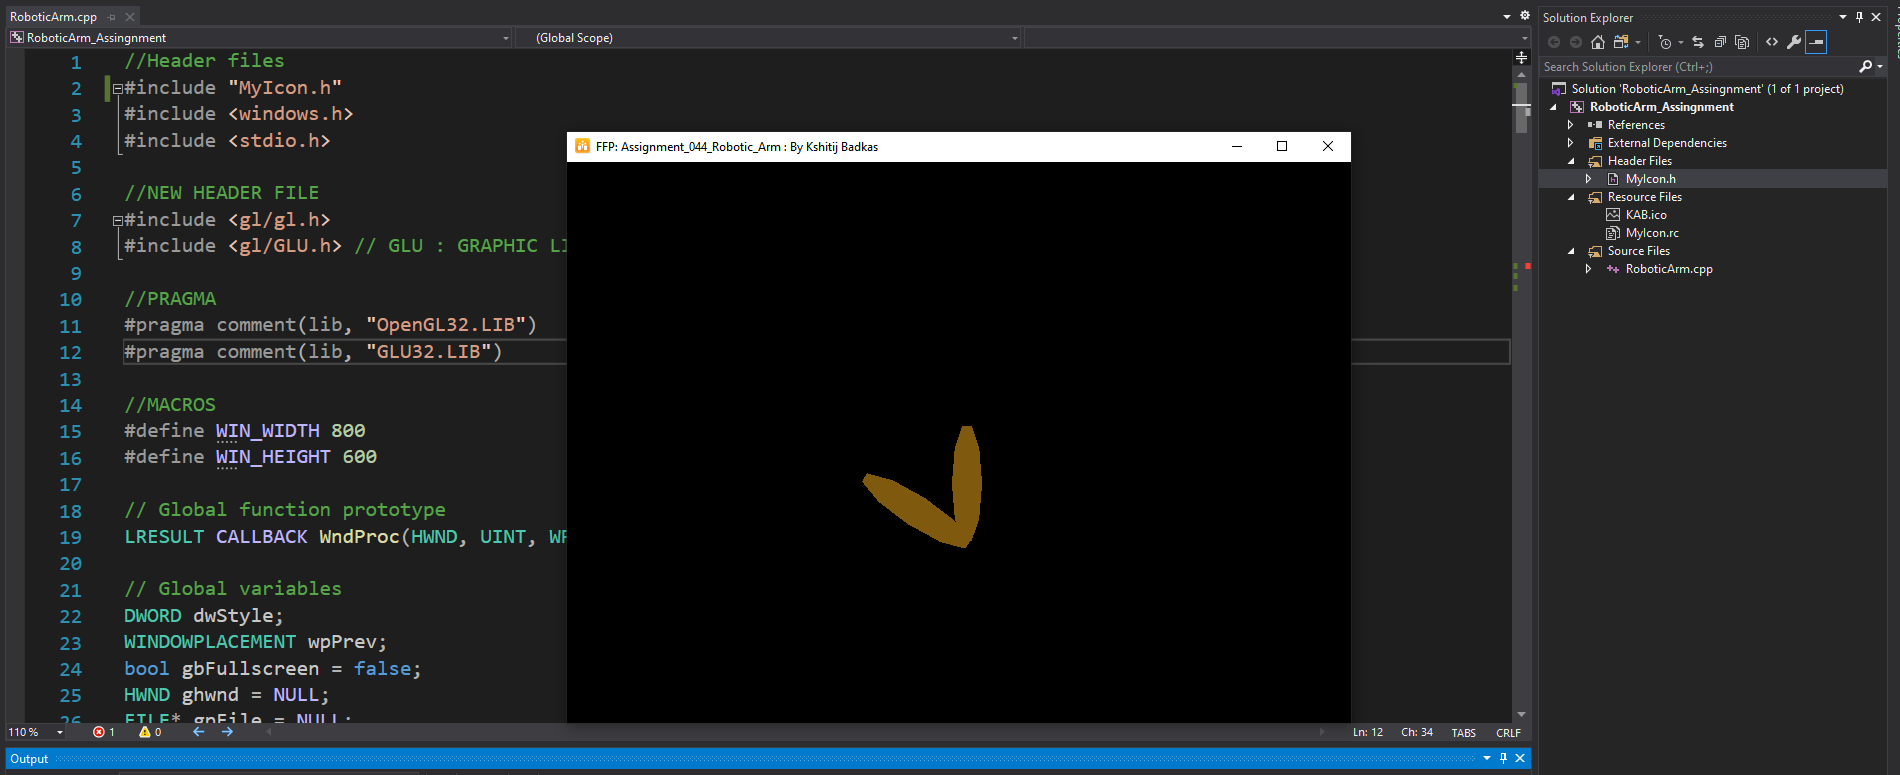 RoboticArm.cpp
RoboticArm_Assingnment
(Global Scope)
1 //Header files
2 #include "MyIcon.h"
3 #include <windows.h>
4 #include <stdio.h>
5
6 //NEW HEADER FILE
7 #include <gl/gl.h>
8 #include <gl/GLU.h> // GLU : GRAPHIC LI
9
10 //PRAGMA
11 #pragma comment(lib, "OpenGL32.LIB")
12 #pragma comment(lib, "GLU32.LIB")
13
14 //MACROS
15 #define WIN_WIDTH 800
16 #define WIN_HEIGHT 600
17
18 // Global function prototype
19 LRESULT CALLBACK WndProc(HWND, UINT, WP
20
21 // Global variables
22 DWORD dwStyle;
23 WINDOWPLACEMENT wpPrev;
24 bool gbFullscreen = false;
25 HWND ghwnd = NULL;
26 FILE* gpFile = NULL;
FFP: Assignment_044_Robotic_Arm : By Kshitij Badkas
110 %
1
0
Ln: 12
Ch: 34
TABS
CRLF
Output
Solution Explorer
Search Solution Explorer (Ctrl+;)
Solution 'RoboticArm_Assingnment' (1 of 1 project)
RoboticArm_Assingnment
References
External Dependencies
Header Files
MyIcon.h
Resource Files
KAB.ico
MyIcon.rc
Source Files
RoboticArm.cpp